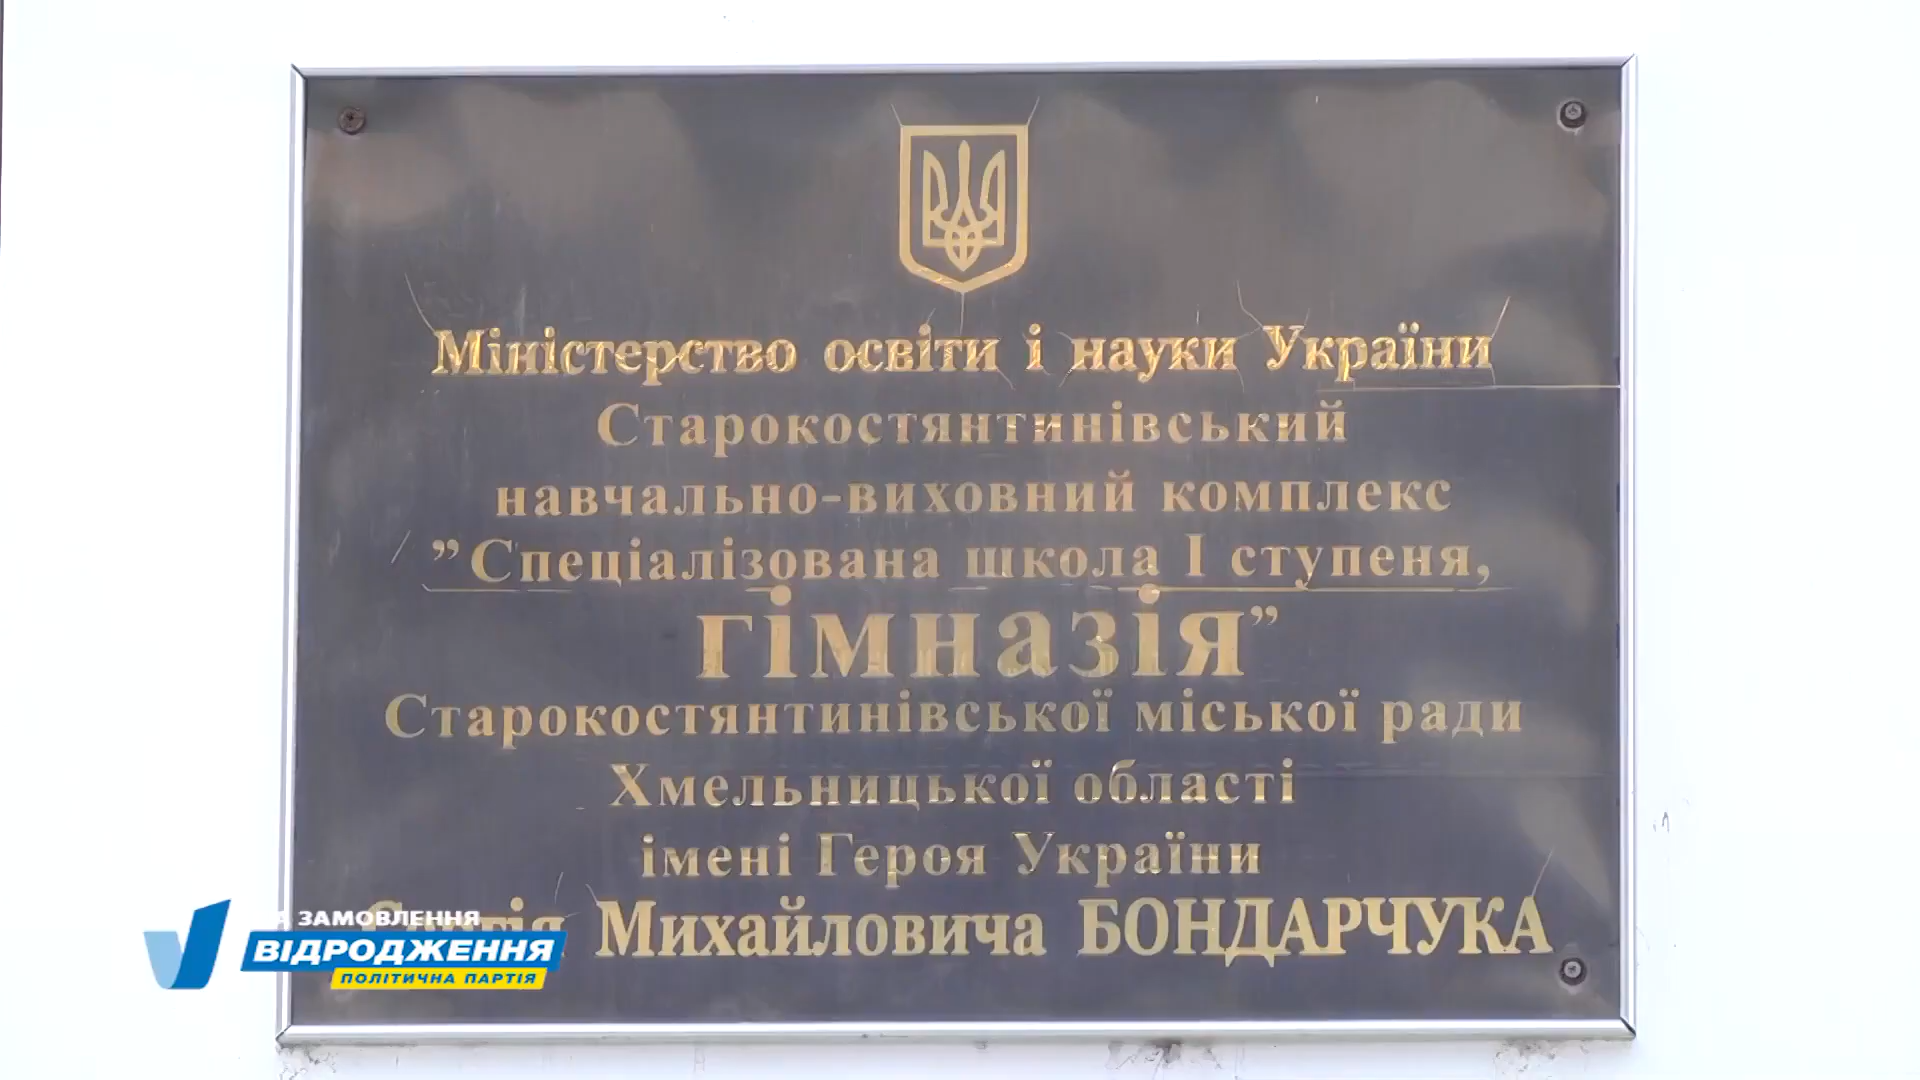 Міністерство освіти і науки України
Старокостянтинівський
навчально-виховний комплекс
”Спеціалізована школа І ступеня,
гімназія”
Старокостянтинівської міської ради
Хмельницької області
імені Героя України
Михайловича БОНДАРЧУКА
ЗАМОВЛЕННЯ
ВІДРОДЖЕННЯ
ПОЛІТИЧНА ПАРТІЯ